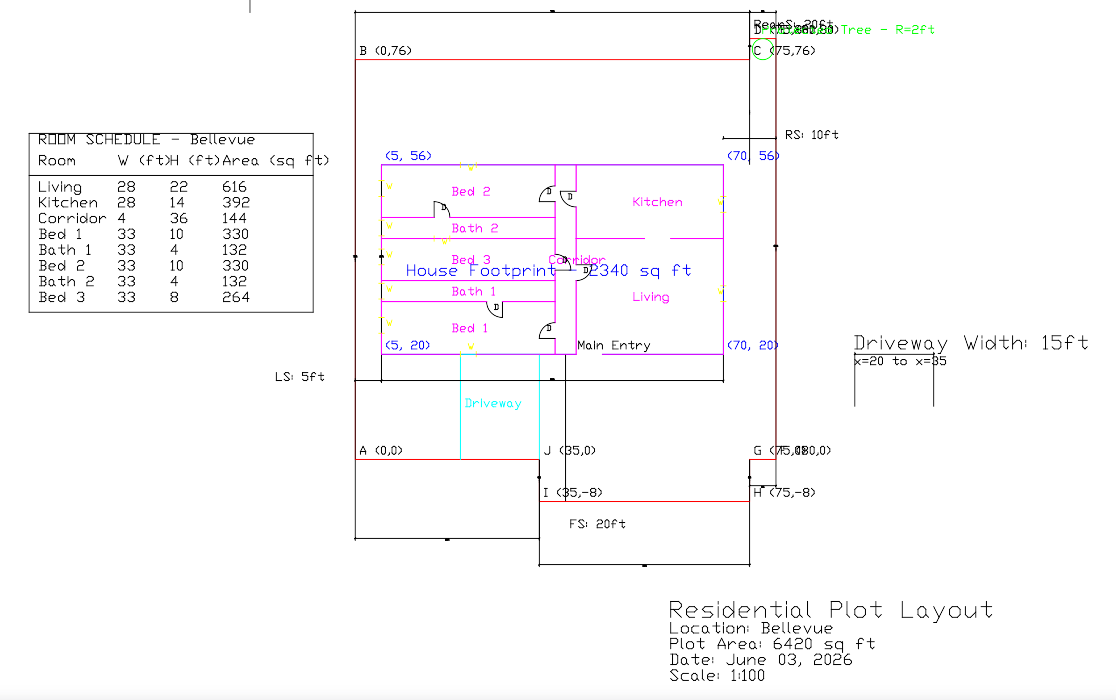 RearS: 20ft
Tree - R=2ft
B (0,76)
C (75,76)
RS: 10ft
ROOM SCHEDULE - Bellevue
Room W (ft) H (ft) Area (sq ft)
Living 28 22 616
Kitchen 28 14 392
Corridor 4 36 144
Bed 1 33 10 330
Bath 1 33 4 132
Bed 2 33 10 330
Bath 2 33 4 132
Bed 3 33 8 264
(5, 56)
(70, 56)
Bed 2
D
D
Kitchen
D
Bath 2
Bed 3
Corridor
D
House Footprint
2340 sq ft
D
Bath 1
Living
D
Bed 1
D
(5, 20)
Main Entry
(70, 20)
Driveway Width: 15ft
x=20 to x=35
LS: 5ft
Driveway
A (0,0)
J (35,0)
G (75,0)
I (35,-8)
H (75,-8)
FS: 20ft
Residential Plot Layout
Location: Bellevue
Plot Area: 6420 sq ft
Date: June 03, 2026
Scale: 1:100